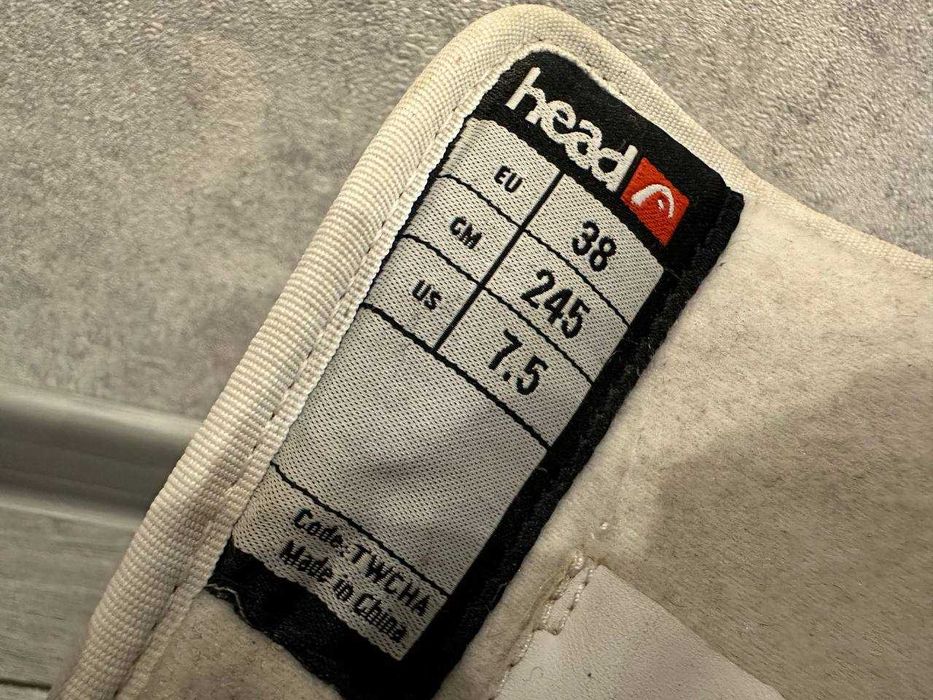 head
EU 38
CM 245
US 7.5
Code: TWCHA
Made in China